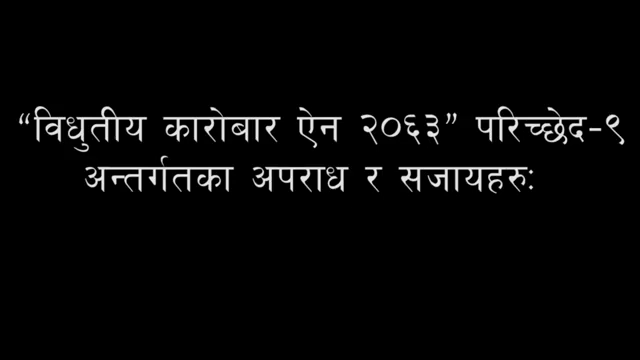 “विधुतीय कारोबार ऐन २०६३” परिच्छेद-९
अन्तर्गतका अपराध र सजायहरुः